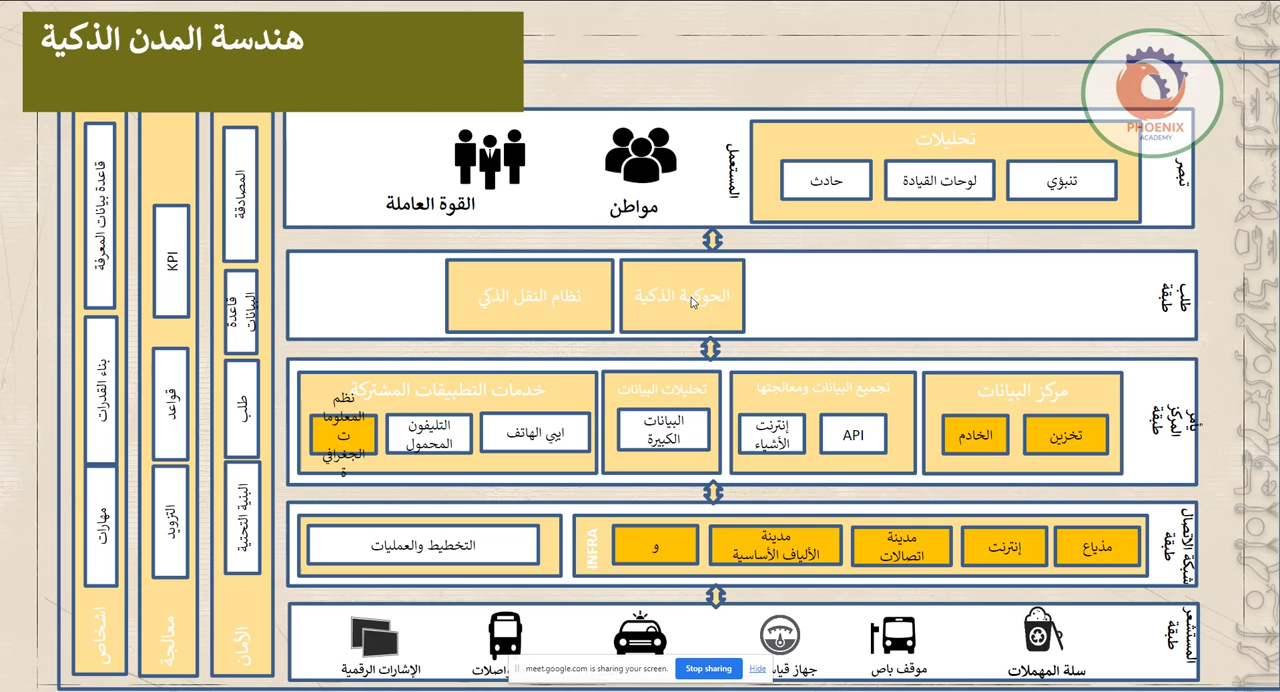 هندسة المدن الذكية
PHOENIX
ACADEMY
تحليلات
تنبؤي
لوحات القيادة
حادث
تبصر
المستعمل
مواطن
القوة العاملة
طلب
طبقة
الحوكمة الذكية
نظام النقل الذكي
المركز
طبقة
مركز البيانات
تخزين
الخادم
تجميع البيانات ومعالجتها
API
إنترنت
الأشياء
تحليلات البيانات
البيانات
الكبيرة
خدمات التطبيقات المشتركة
ايبي الهاتف
التليفون
المحمول
نظم
المعلوما
ت
الجغرافي
ة
شبكة الاتصال
طبقة
مذياع
إنترنت
مدينة
اتصالات
مدينة
الألياف الأساسية
و
INFRA
التخطيط والعمليات
المستشعر
طبقة
سلة المهملات
موقف باص
جهاز قيا
واصلات
الإشارات الرقمية
المصادقة
قاعدة
البيانات
طلب
البنية التحتية
الأمان
KPI
قواعد
التزويد
معالجة
قاعدة بيانات المعرفة
بناء القدرات
مهارات
اشخاص
meet.google.com is sharing your screen.
Stop sharing
Hide